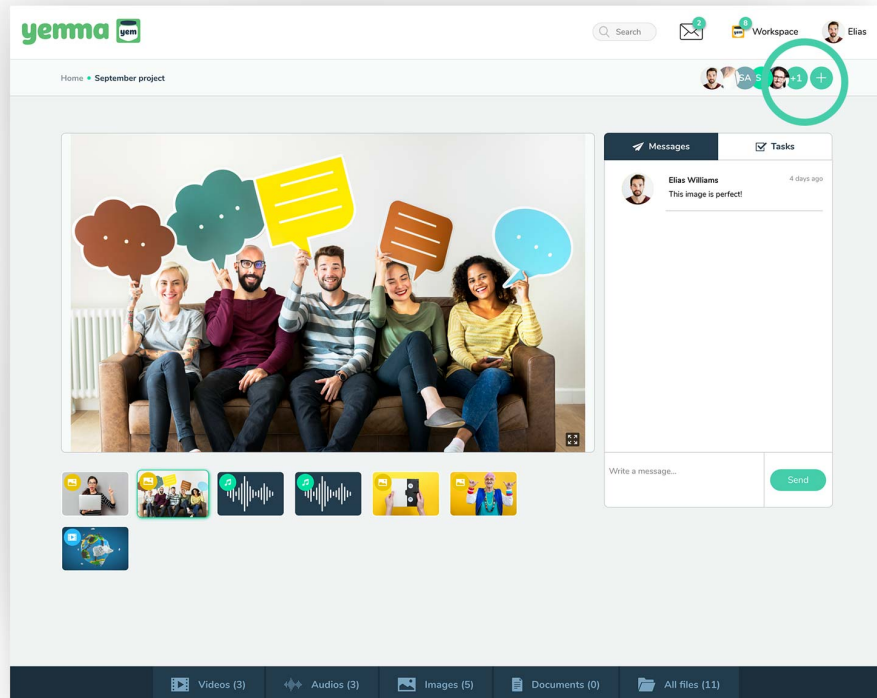 yemma
yem
Search
2
yem
8
Workspace
Elias
Home • September project
SA
S
+1
+
Messages
Tasks
Elias Williams
4 days ago
This image is perfect!
Write a message...
Send
Videos (3)
Audios (3)
Images (5)
Documents (0)
All files (11)